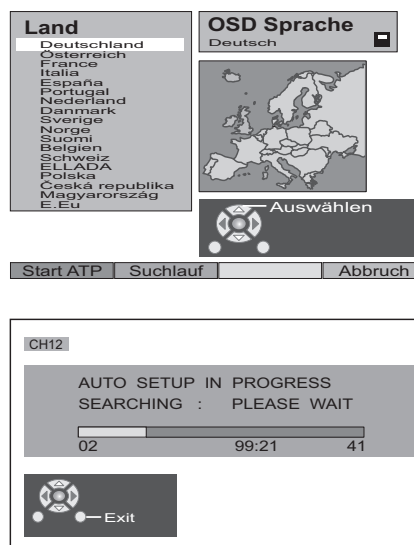 Land
Deutschland
Österreich
France
Italia
España
Portugal
Nederland
Danmark
Sverige
Norge
Suomi
Belgien
Schweiz
ELLADA
Polska
Česká republika
Magyarország
E.Eu
OSD Sprache
Deutsch
Auswählen
Start ATP Suchlauf Abbruch
CH12
AUTO SETUP IN PROGRESS
SEARCHING : PLEASE WAIT
02 99:21 41
Exit